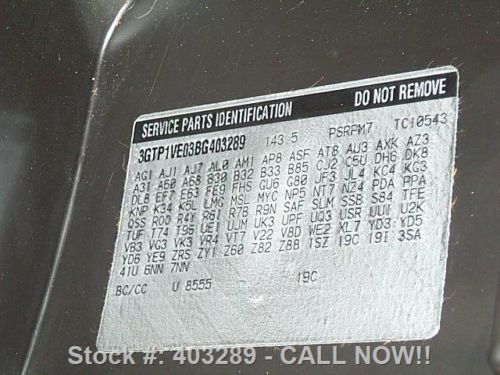 SERVICE PARTS IDENTIFICATION DO NOT REMOVE
3GTP1VE03BG403289 143 5 PSRPM7 TC10543
AG1 AJ1 AJ7 AL0 AM1 AP8 ASF AT8 AU3 AXK AZ3
A31 A60 A68 B30 B32 B33 B85 CJ2 C5U DH6 DK8
DL8 EF7 E63 FE9 FHS GU6 G80 JF3 JL4 KC4 KG3
KNP K34 K5L LMG MSL MYC NP5 NT7 NZ4 PDA PPA
QSS R00 R4Y R6I R7B R9N SAF SLM SSB S84 TFE
TUF T74 T96 UE1 UJM UK3 UPF UQ3 USR UUI U2K
VB3 VG3 VK3 VR4 VT7 V22 V8D WE2 XL7 YD3 YD5
YD6 YE9 ZRS ZY1 Z60 Z82 Z88 1SZ 19C 19I 3SA
41U 6NN 7NN
BC/CC U 8555 19C
Stock #: 403289 - CALL NOW!!